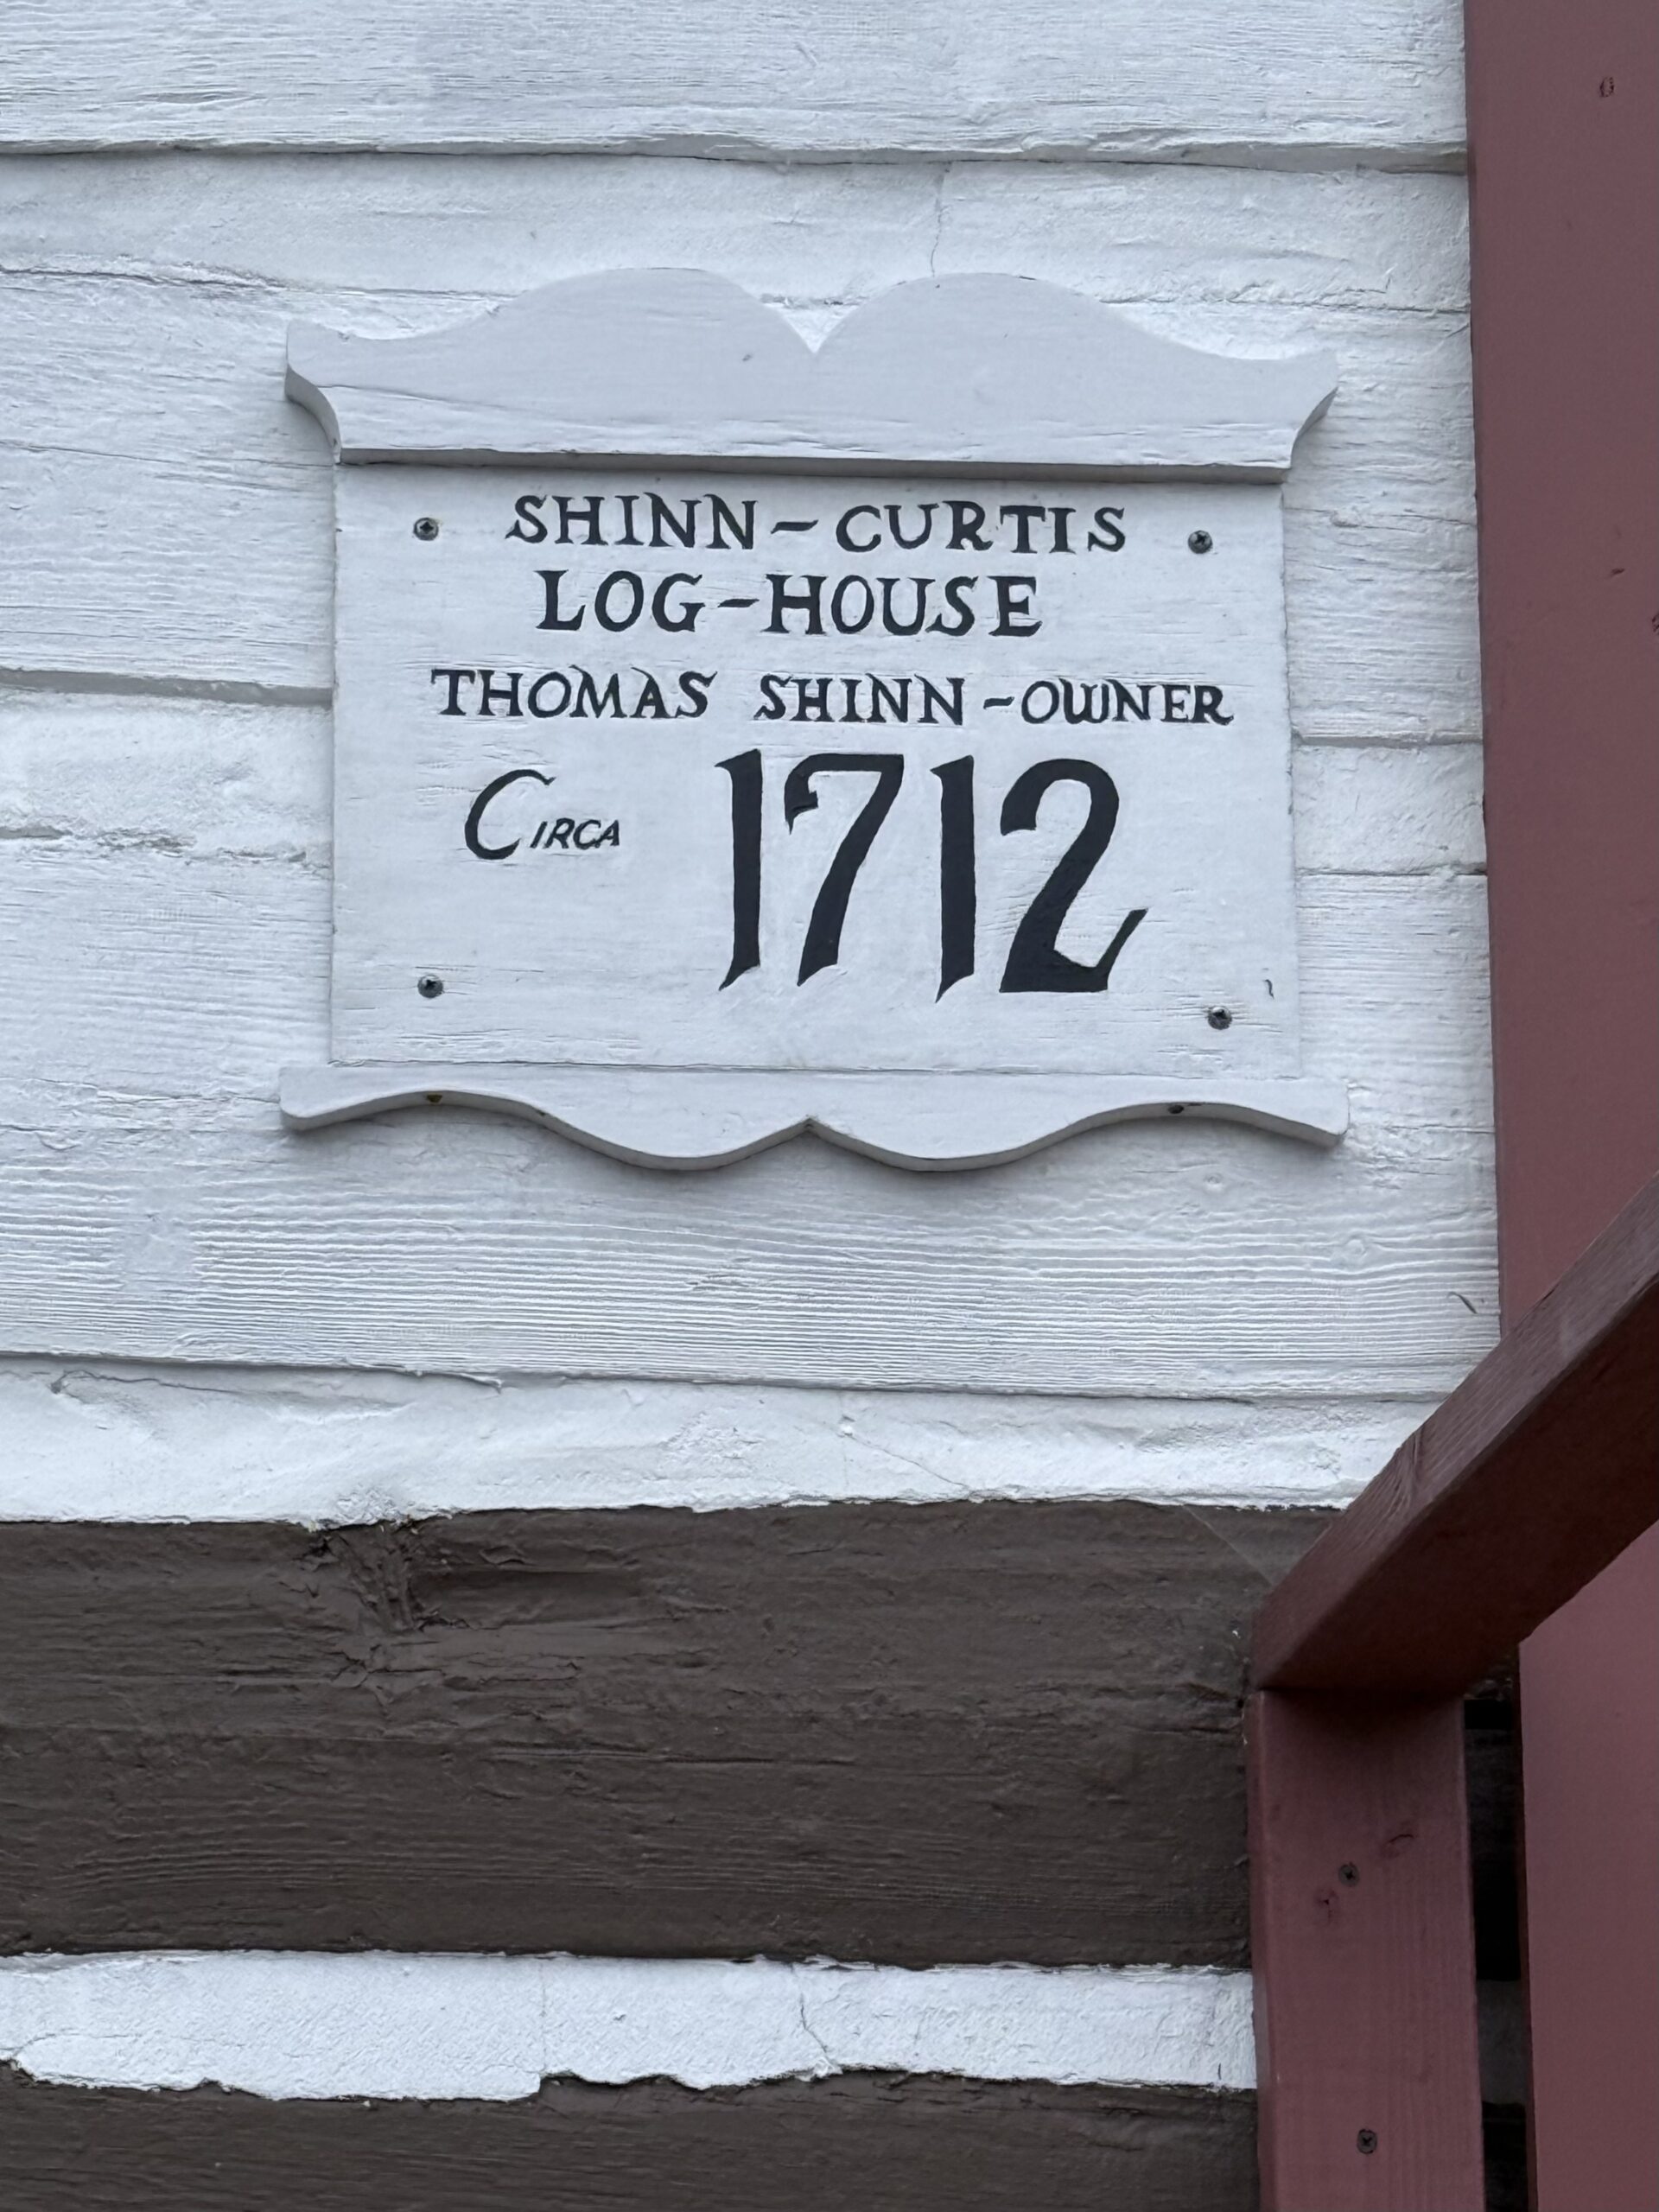 SHINN-CURTIS
LOG-HOUSE
THOMAS SHINN-OWNER
CIRCA 1712